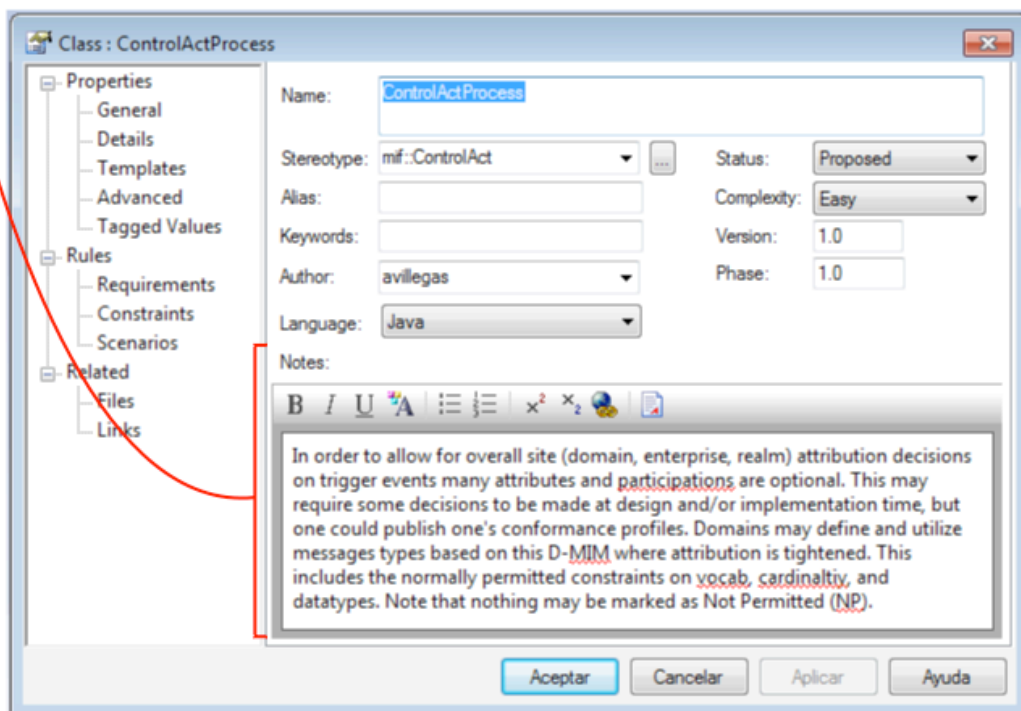 Class : ControlActProcess
Properties
General
Details
Templates
Advanced
Tagged Values
Rules
Requirements
Constraints
Scenarios
Related
Files
Links
Name: ControlActProcess
Stereotype: mif::ControlAct ... Status: Proposed
Alias: Complexity: Easy
Keywords: Version: 1.0
Author: avillegas Phase: 1.0
Language: Java
Notes:
B I U A x² x₂
In order to allow for overall site (domain, enterprise, realm) attribution decisions
on trigger events many attributes and participations are optional. This may
require some decisions to be made at design and/or implementation time, but
one could publish one's conformance profiles. Domains may define and utilize
messages types based on this D-MIM where attribution is tightened. This
includes the normally permitted constraints on vocab, cardinaltiy, and
datatypes. Note that nothing may be marked as Not Permitted (NP).
Aceptar Cancelar Aplicar Ayuda